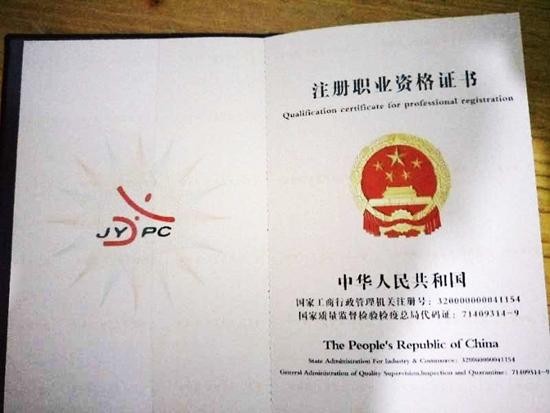 JYPC
注册职业资格证书
Qualification certificate for professional registration
中华人民共和国
国家工商行政管理机关注册号：320000000041154
国家质量监督检验检疫总局代码证：71409314-9
The People's Republic of China
State Administration For Industry & Commerce: 320000000041154
General Administration of Quality Supervision,Inspection and Quarantine: 71409314-9